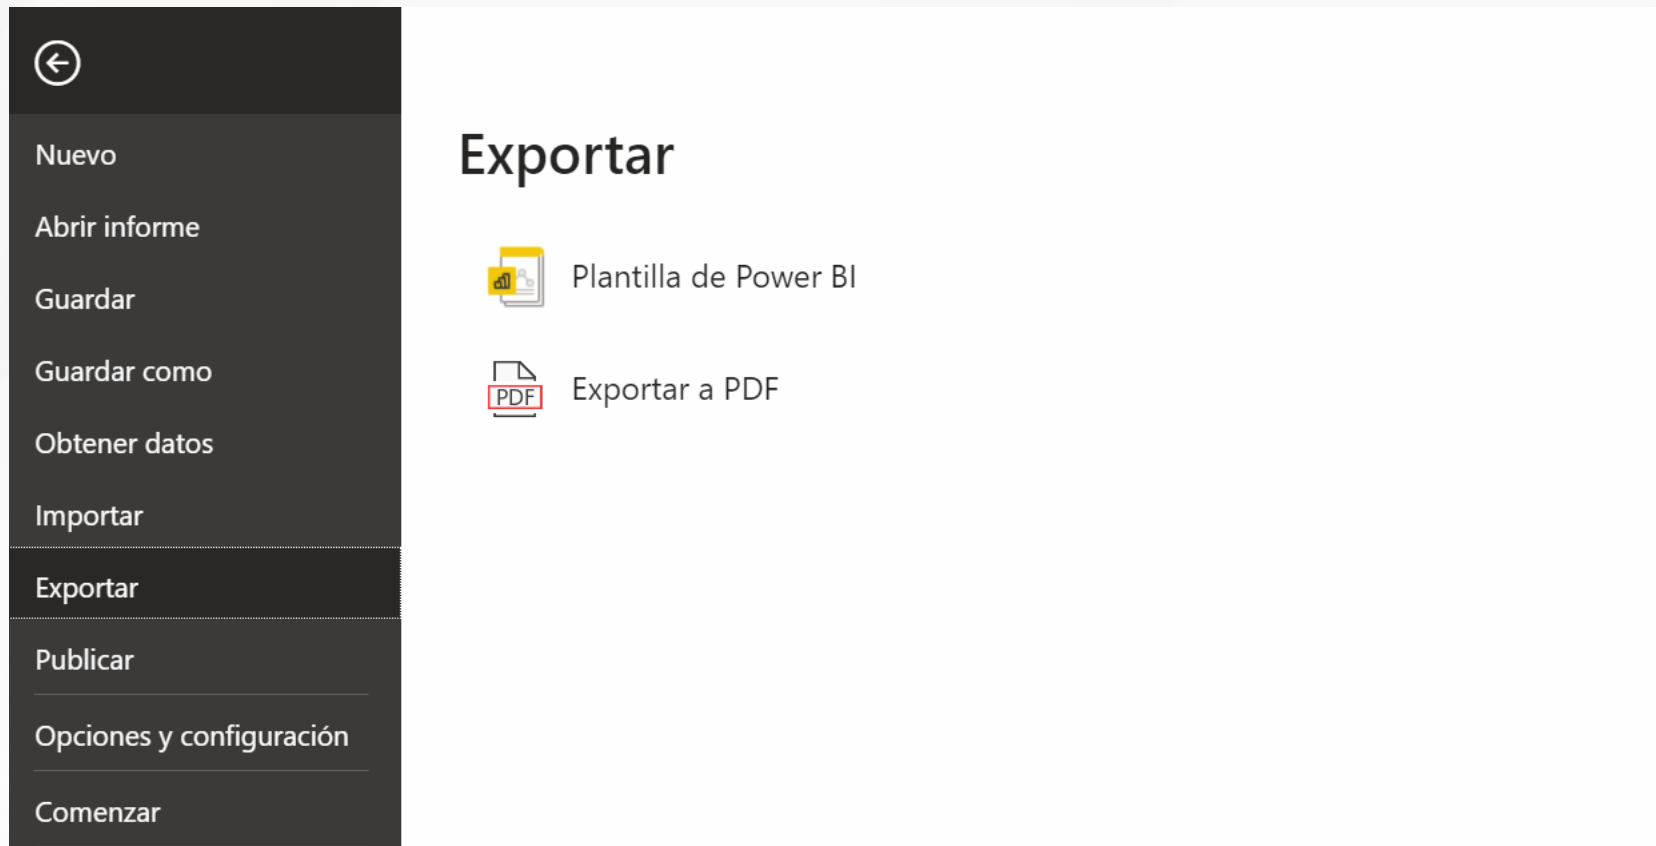 Nuevo
Abrir informe
Guardar
Guardar como
Obtener datos
Importar
Exportar
Publicar
Opciones y configuración
Comenzar
Exportar
Plantilla de Power BI
PDF
Exportar a PDF